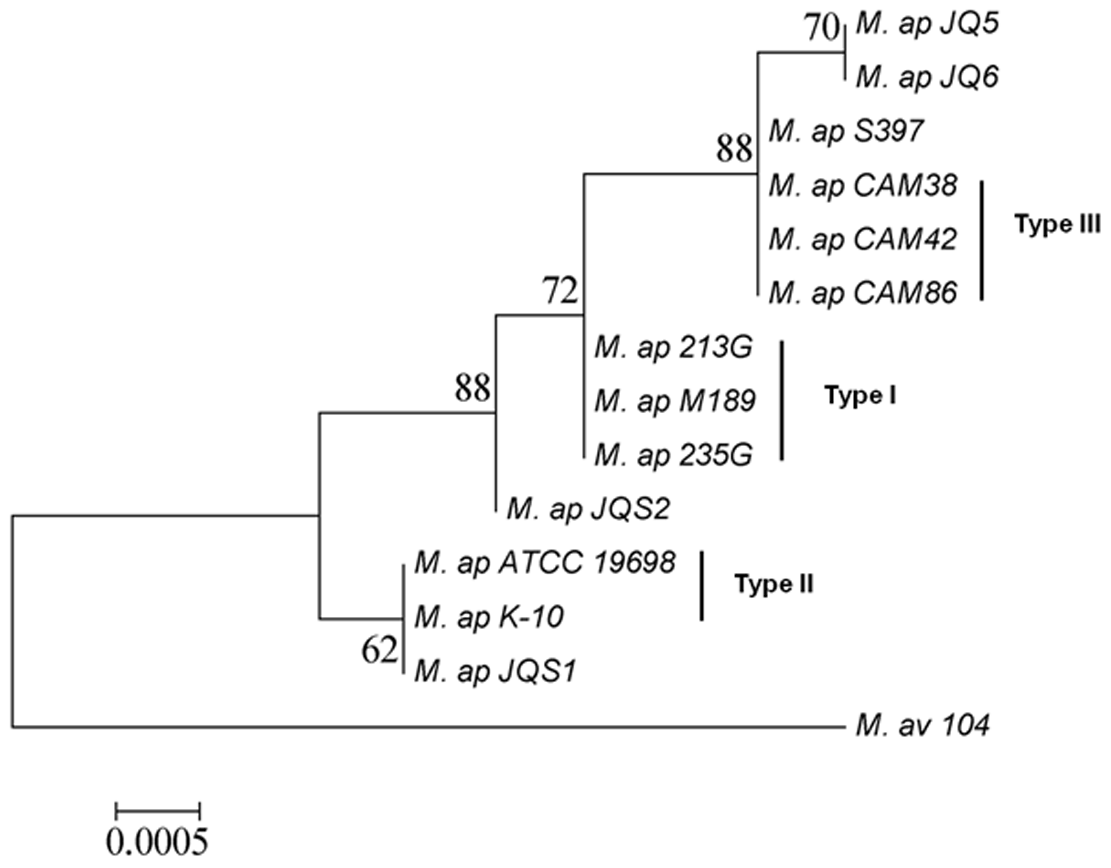 70
M. ap JQ5
M. ap JQ6
88
M. ap S397
M. ap CAM38
Type III
M. ap CAM42
M. ap CAM86
72
M. ap 213G
M. ap M189
Type I
M. ap 235G
88
M. ap JQS2
M. ap ATCC 19698
Type II
M. ap K-10
62
M. ap JQS1
M. av 104
0.0005